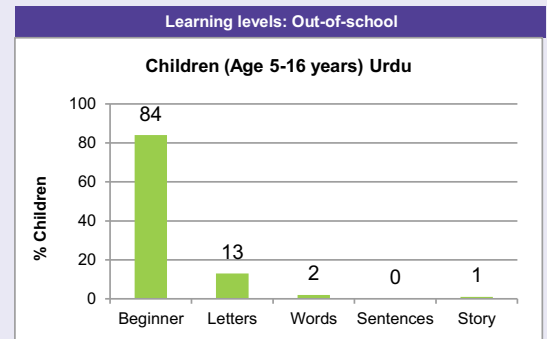 Learning levels: Out-of-school
Children (Age 5-16 years) Urdu
% Children
100
80
60
40
20
0
84
13
2
0
1
Beginner Letters Words Sentences Story